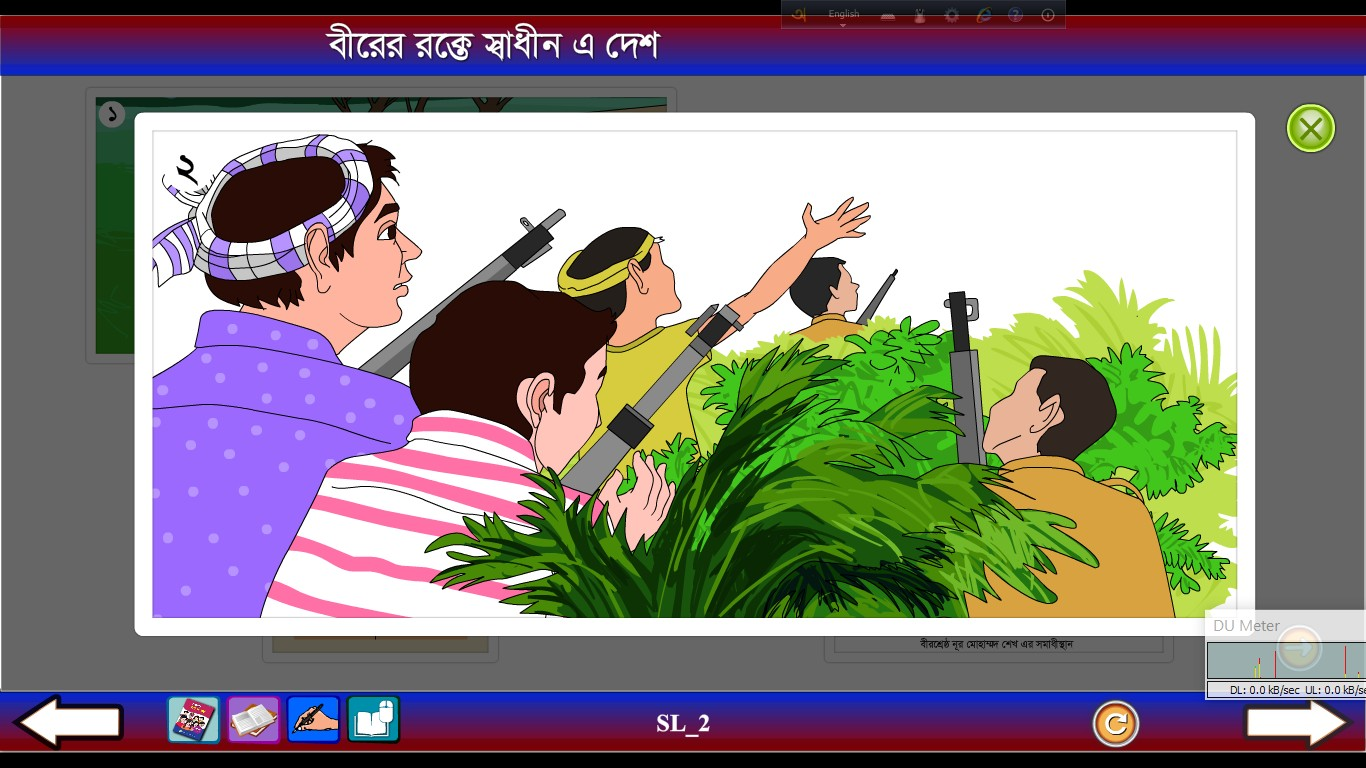 English
বীরের রক্তে স্বাধীন এ দেশ
১
২
বীরশ্রেষ্ঠ নূর মোহাম্মদ শেখ এর সমাধীস্থান
DU Meter
DL: 0.0 kB/sec UL: 0.0 kB/se
SL_2